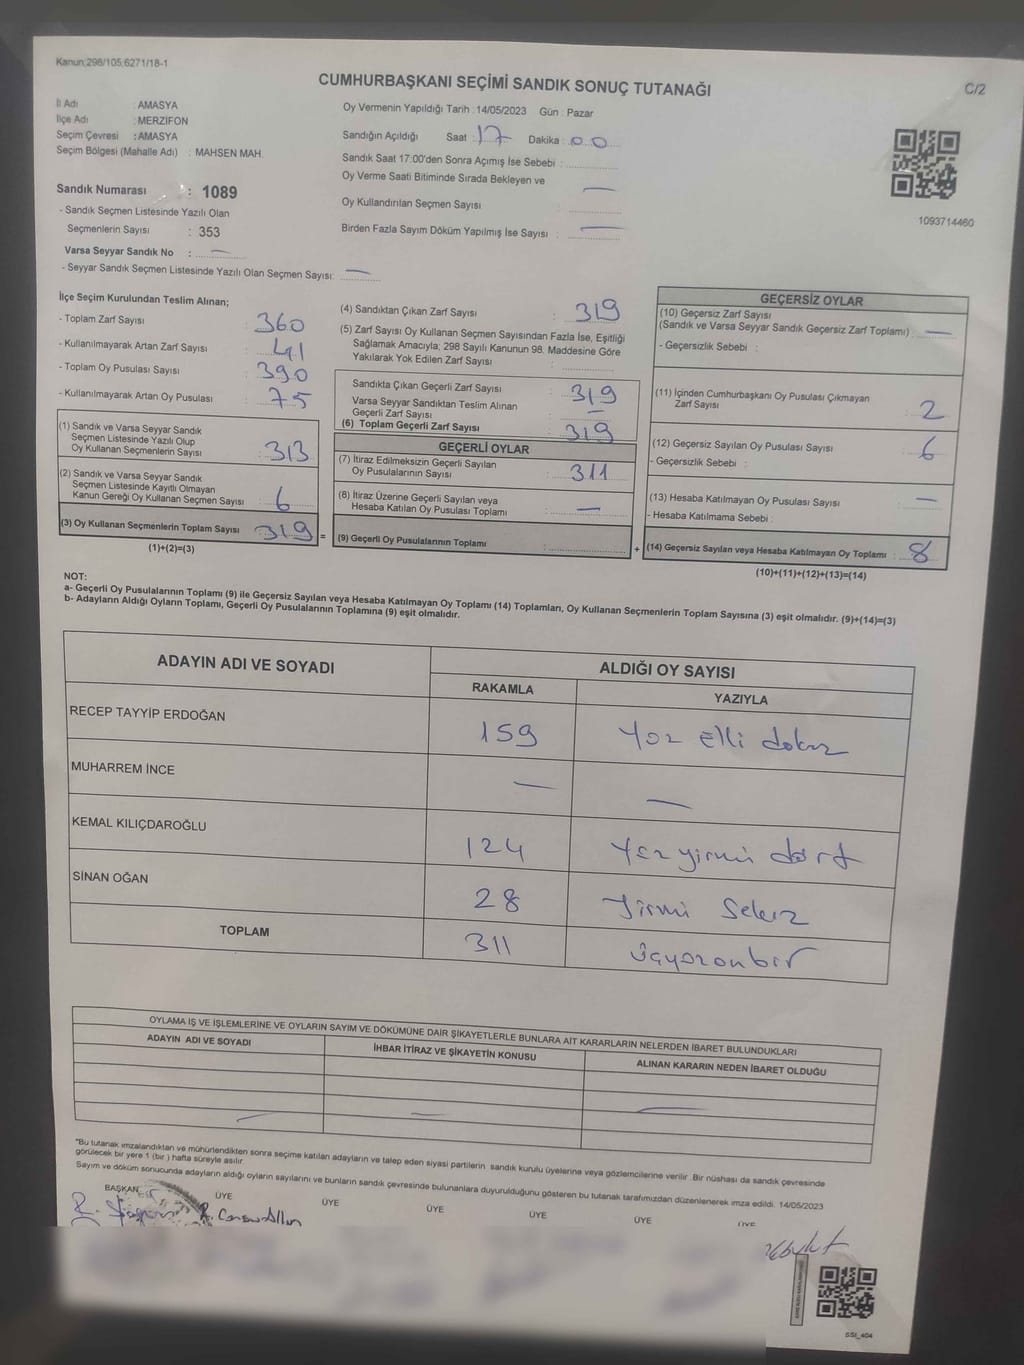 Kanun:298/105;6271/18-1
CUMHURBAŞKANI SEÇİMİ SANDIK SONUÇ TUTANAĞI
C/2
İl Adı : AMASYA
İlçe Adı : MERZİFON
Seçim Çevresi : AMASYA
Seçim Bölgesi (Mahalle Adı) : MAHSEN MAH.
Sandık Numarası : 1089
- Sandık Seçmen Listesinde Yazılı Olan
Seçmenlerin Sayısı : 353
Varsa Seyyar Sandık No : —
- Seyyar Sandık Seçmen Listesinde Yazılı Olan Seçmen Sayısı: —
Oy Vermenin Yapıldığı Tarih : 14/05/2023 Gün : Pazar
Sandığın Açıldığı Saat : 17 Dakika : 00
Sandık Saat 17:00'den Sonra Açımış İse Sebebi :
Oy Verme Saati Bitiminde Sırada Bekleyen ve
Oy Kullandırılan Seçmen Sayısı : —
Birden Fazla Sayım Döküm Yapılmış İse Sayısı : —
1093714460
İlçe Seçim Kurulundan Teslim Alınan;
- Toplam Zarf Sayısı : 360
- Kullanılmayarak Artan Zarf Sayısı : 41
- Toplam Oy Pusulası Sayısı : 390
- Kullanılmayarak Artan Oy Pusulası : 75
(1) Sandık ve Varsa Seyyar Sandık
Seçmen Listesinde Yazılı Olup
Oy Kullanan Seçmenlerin Sayısı : 313
(2) Sandık ve Varsa Seyyar Sandık
Seçmen Listesinde Kayıtlı Olmayan
Kanun Gereği Oy Kullanan Seçmen Sayısı : 6
(3) Oy Kullanan Seçmenlerin Toplam Sayısı : 319 =
(1)+(2)=(3)
(4) Sandıktan Çıkan Zarf Sayısı : 319
(5) Zarf Sayısı Oy Kullanan Seçmen Sayısından Fazla İse, Eşitliği
Sağlamak Amacıyla; 298 Sayılı Kanunun 98. Maddesine Göre
Yakılarak Yok Edilen Zarf Sayısı :
Sandıkta Çıkan Geçerli Zarf Sayısı : 319
Varsa Seyyar Sandıktan Teslim Alınan
Geçerli Zarf Sayısı : —
(6) Toplam Geçerli Zarf Sayısı : 319
GEÇERLİ OYLAR
(7) İtiraz Edilmeksizin Geçerli Sayılan
Oy Pusulalarının Sayısı : 311
(8) İtiraz Üzerine Geçerli Sayılan veya
Hesaba Katılan Oy Pusulası Toplamı : —
(9) Geçerli Oy Pusulalarının Toplamı : +
GEÇERSİZ OYLAR
(10) Geçersiz Zarf Sayısı
(Sandık ve Varsa Seyyar Sandık Geçersiz Zarf Toplamı) : —
- Geçersizlik Sebebi :
(11) İçinden Cumhurbaşkanı Oy Pusulası Çıkmayan
Zarf Sayısı : 2
(12) Geçersiz Sayılan Oy Pusulası Sayısı : 6
- Geçersizlik Sebebi :
(13) Hesaba Katılmayan Oy Pusulası Sayısı : —
- Hesaba Katılmama Sebebi :
(14) Geçersiz Sayılan veya Hesaba Katılmayan Oy Toplamı : 8
(10)+(11)+(12)+(13)=(14)
NOT:
a- Geçerli Oy Pusulalarının Toplamı (9) ile Geçersiz Sayılan veya Hesaba Katılmayan Oy Toplamı (14) Toplamları, Oy Kullanan Seçmenlerin Toplam Sayısına (3) eşit olmalıdır. (9)+(14)=(3)
b- Adayların Aldığı Oyların Toplamı, Geçerli Oy Pusulalarının Toplamına (9) eşit olmalıdır.
ADAYIN ADI VE SOYADI ALDIĞI OY SAYISI
RAKAMLA YAZIYLA
RECEP TAYYİP ERDOĞAN 159 Yüz Elli dokuz
MUHARREM İNCE — —
KEMAL KILIÇDAROĞLU 124 Yüz yirmi dört
SİNAN OĞAN 28 Yirmi Sekiz
TOPLAM 311 üçyüzonbir
OYLAMA İŞ VE İŞLEMLERİNE VE OYLARIN SAYIM VE DÖKÜMÜNE DAİR ŞİKAYETLERLE BUNLARA AİT KARARLARIN NELERDEN İBARET BULUNDUKLARI
ADAYIN ADI VE SOYADI İHBAR İTİRAZ VE ŞİKAYETİN KONUSU ALINAN KARARIN NEDEN İBARET OLDUĞU
— — —
*Bu tutanak imzalandıktan ve mühürlendikten sonra seçime katılan adayların ve talep eden siyasi partilerin sandık kurulu üyelerine veya gözlemcilerine verilir. Bir nüshası da sandık çevresinde
görülecek bir yere 1 (bir) hafta süreyle asılır.
Sayım ve döküm sonucunda adayların aldığı oyların sayılarını ve bunların sandık çevresinde bulunanlara duyurulduğunu gösteren bu tutanak tarafımızdan düzenlenerek imza edildi. 14/05/2023
BAŞKAN ÜYE ÜYE ÜYE ÜYE ÜYE ÜYE
SSI_404